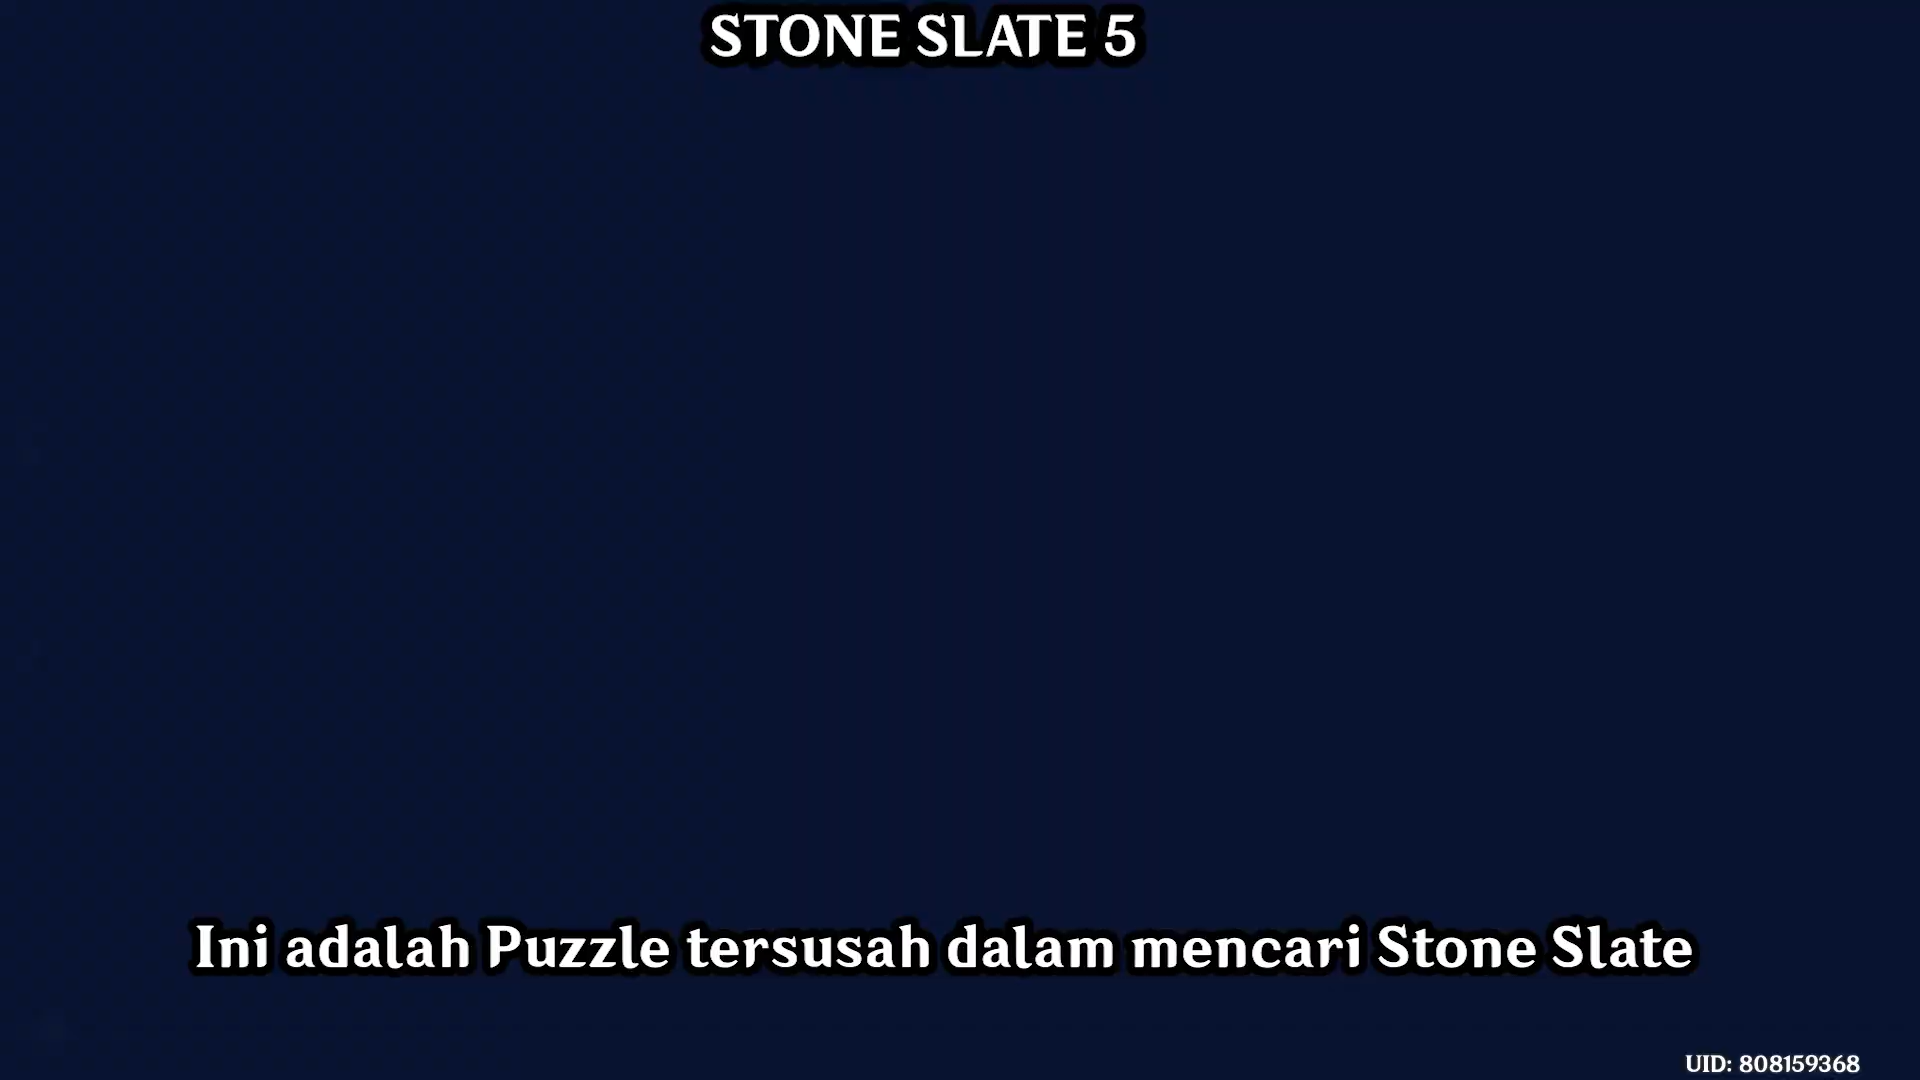 STONE SLATE 5
Ini adalah Puzzle tersusah dalam mencari Stone Slate
UID: 808159368